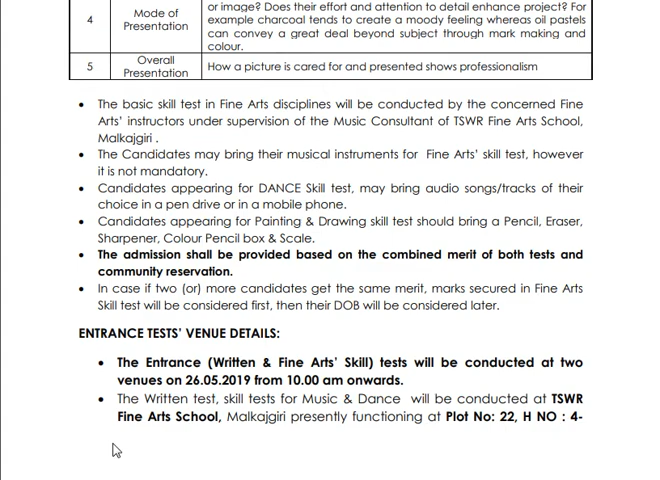 or image? Does their effort and attention to detail enhance project? For
4 Mode of Presentation example charcoal tends to create a moody feeling whereas oil pastels
can convey a great deal beyond subject through mark making and
colour.
5 Overall Presentation How a picture is cared for and presented shows professionalism
• The basic skill test in Fine Arts disciplines will be conducted by the concerned Fine
Arts' instructors under supervision of the Music Consultant of TSWR Fine Arts School,
Malkajgiri .
• The Candidates may bring their musical instruments for Fine Arts' skill test, however
it is not mandatory.
• Candidates appearing for DANCE Skill test, may bring audio songs/tracks of their
choice in a pen drive or in a mobile phone.
• Candidates appearing for Painting & Drawing skill test should bring a Pencil, Eraser,
Sharpener, Colour Pencil box & Scale.
• The admission shall be provided based on the combined merit of both tests and
community reservation.
• In case if two (or) more candidates get the same merit, marks secured in Fine Arts
Skill test will be considered first, then their DOB will be considered later.
ENTRANCE TESTS' VENUE DETAILS:
• The Entrance (Written & Fine Arts' Skill) tests will be conducted at two
venues on 26.05.2019 from 10.00 am onwards.
• The Written test, skill tests for Music & Dance will be conducted at TSWR
Fine Arts School, Malkajgiri presently functioning at Plot No: 22, H NO : 4-